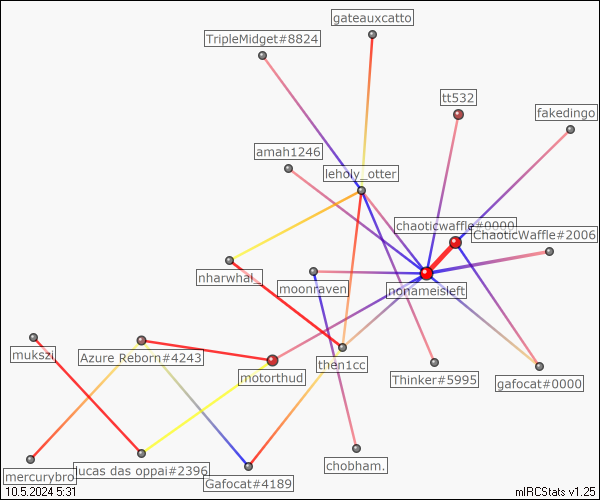 gateauxcatto
TripleMidget#8824
tt532
fakedingo
amah1246
leholy_otter
chaoticwaffle#0000
ChaoticWaffle#2006
nharwhal_
moonraven
nonameisleft
mukszi
Azure Reborn#4243
motorthud
then1cc
Thinker#5995
gafocat#0000
mercurybro
lucas das oppai#2396
Gafocat#4189
chobham.
10.5.2024 5:31
mIRCStats v1.25